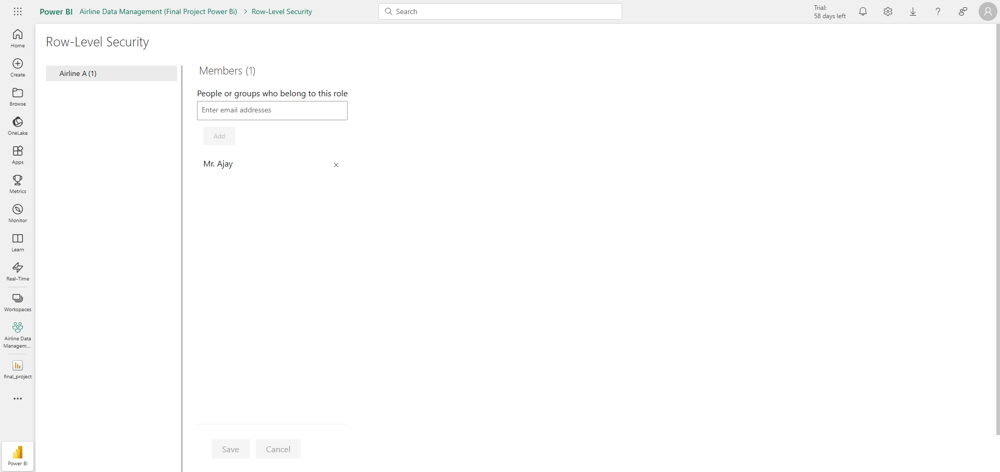 Power BI
Airline Data Management (Final Project Power Bi)
Row-Level Security
Search
Trial:
58 days left
Home
Create
Browse
OneLake
Apps
Metrics
Monitor
Learn
Real-Time
Workspaces
Airline Data
Managem...
final_project
Power BI
Row-Level Security
Airline A (1)
Members (1)
People or groups who belong to this role
Enter email addresses
Add
Mr. Ajay
Save
Cancel